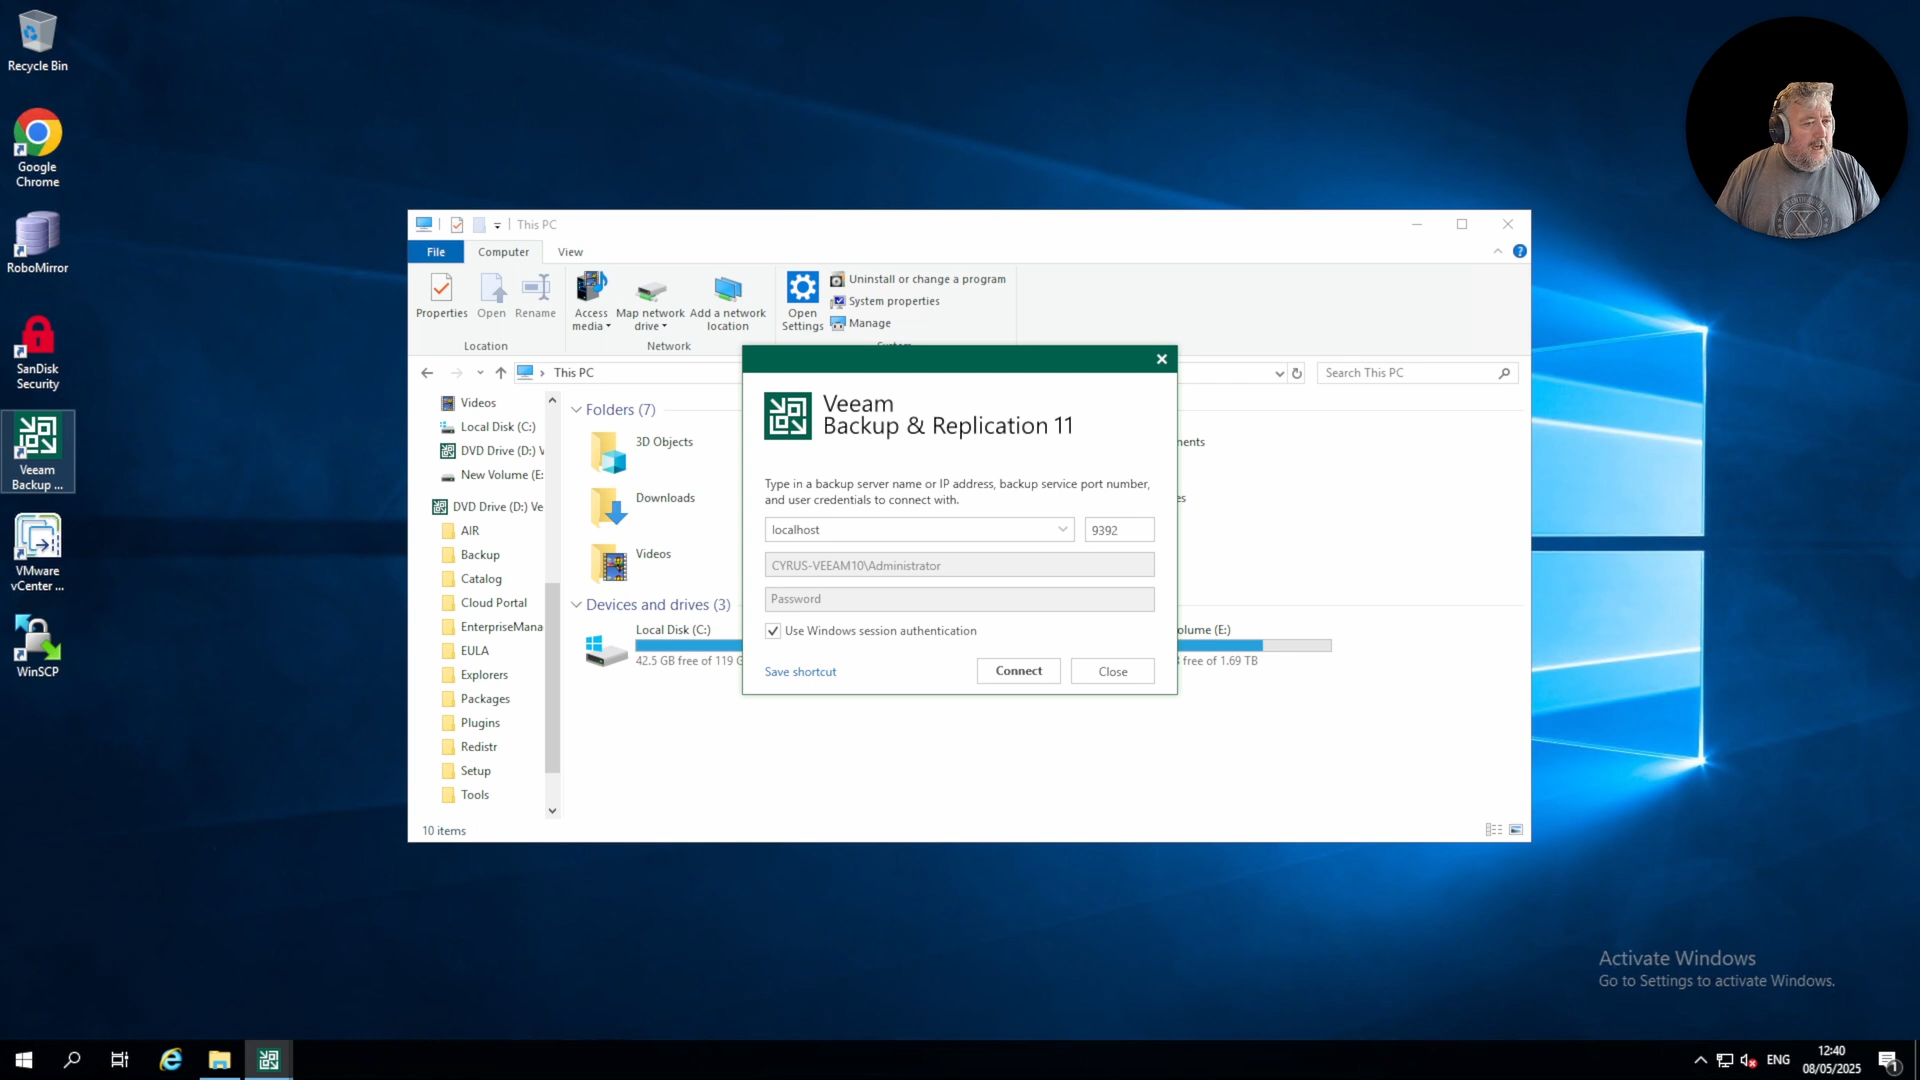 Recycle Bin
Google
Chrome
RoboMirror
SanDisk
Security
Veeam
Backup ...
VMware
vCenter ...
WinSCP
This PC
File
Computer
View
Properties
Open
Rename
Access
media
Map network
drive
Add a network
location
Open
Settings
Uninstall or change a program
System properties
Manage
Location
Network
This PC
Search This PC
Videos
Local Disk (C:)
DVD Drive (D:) V
New Volume (E:
DVD Drive (D:) Ve
AIR
Backup
Catalog
Cloud Portal
EnterpriseMana
EULA
Explorers
Packages
Plugins
Redistr
Setup
Tools
Folders (7)
3D Objects
Downloads
Videos
Devices and drives (3)
Local Disk (C:)
42.5 GB free of 119 G
olume (E:)
free of 1.69 TB
10 items
Veeam
Backup & Replication 11
Type in a backup server name or IP address, backup service port number,
and user credentials to connect with.
localhost
9392
CYRUS-VEEAM10\Administrator
Password
Use Windows session authentication
Save shortcut
Connect
Close
Activate Windows
Go to Settings to activate Windows.
ENG
12:40
08/05/2025
1